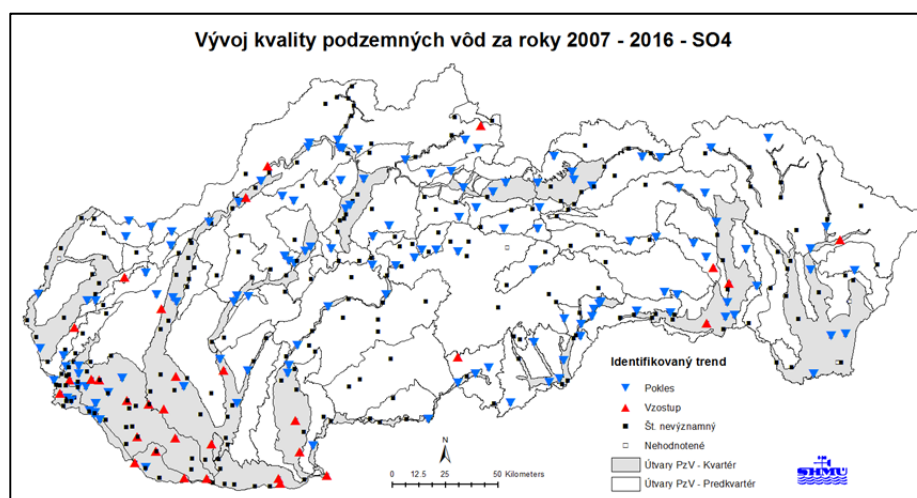 Vývoj kvality podzemných vôd za roky 2007 - 2016 - SO4
Identifikovaný trend
Pokles
Vzostup
Št. nevýznamný
Nehodnotené
Útvary PzV - Kvartér
Útvary PzV - Predkvartér
N
0 12.5 25 50 Kilometers
SHMÚ